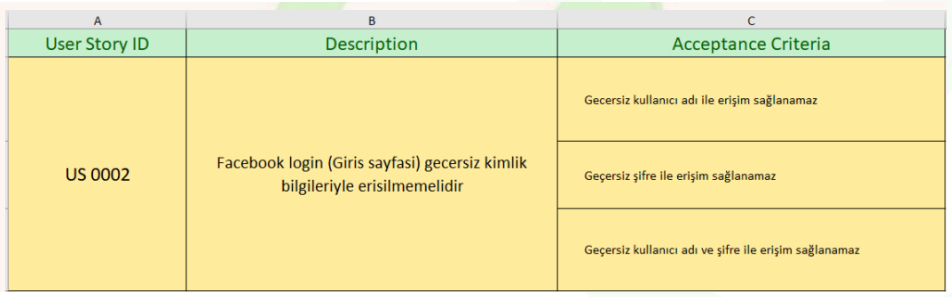 A B C
User Story ID Description Acceptance Criteria
Gecersiz kullanıcı adı ile erişim sağlanamaz
US 0002
Facebook login (Giris sayfasi) gecersiz kimlik
bilgileriyle erisilmemelidir
Geçersiz şifre ile erişim sağlanamaz
Geçersiz kullanıcı adı ve şifre ile erişim sağlanamaz